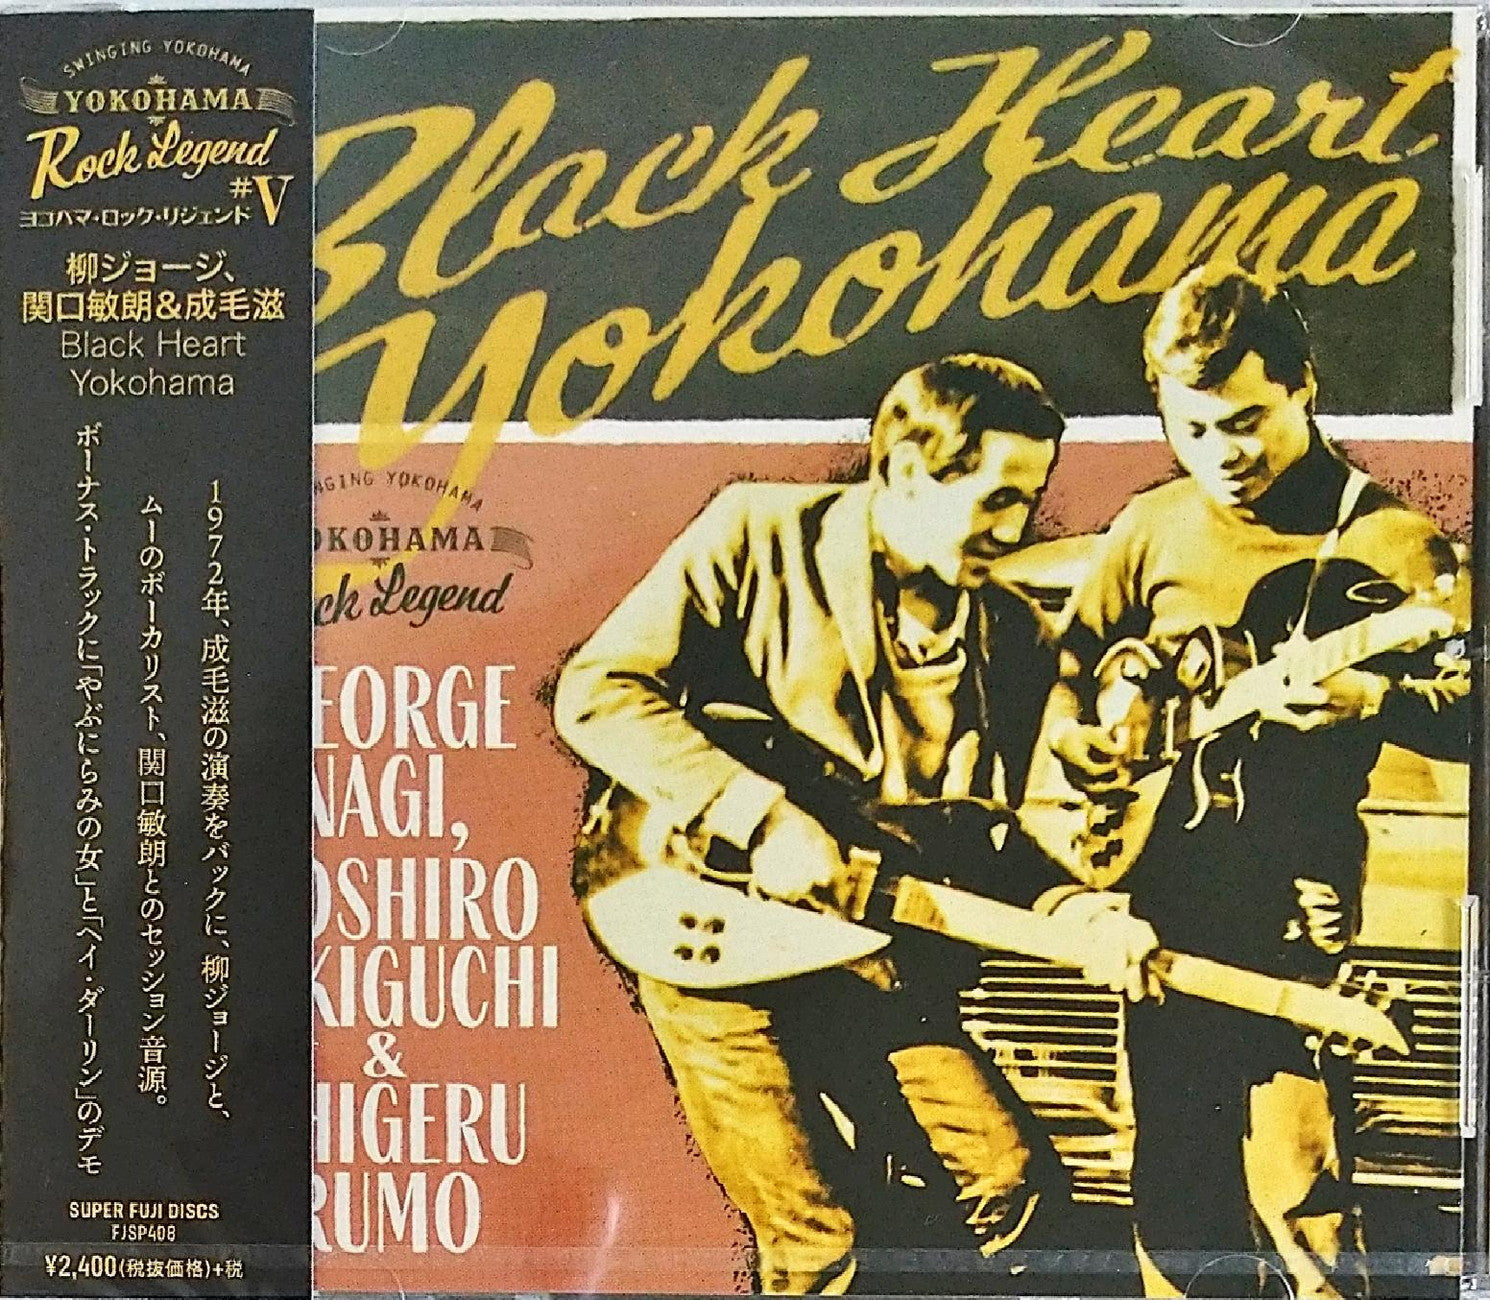 SWINGING YOKOHAMA
YOKOHAMA
Rock Legend
#V
ヨコハマ・ロック・リジェンド
柳ジョージ、
関口敏朗&成毛滋
Black Heart
Yokohama
1972年、成毛滋の演奏をバックに、柳ジョージと、
ムーのボーカリスト、関口敏朗とのセッション音源。
ボーナス・トラックに「やぶにらみの女」と「ヘイ・ダーリン」のデモ
SUPER FUJI DISCS
FJSP408
¥2,400(税抜価格)+税
Black Heart
Yokohama
NGING YOKOHAMA
OKOHAMA
ck Legend
EORGE
NAGI,
OSHIRO
KIGUCHI
&
HIGERU
RUMO